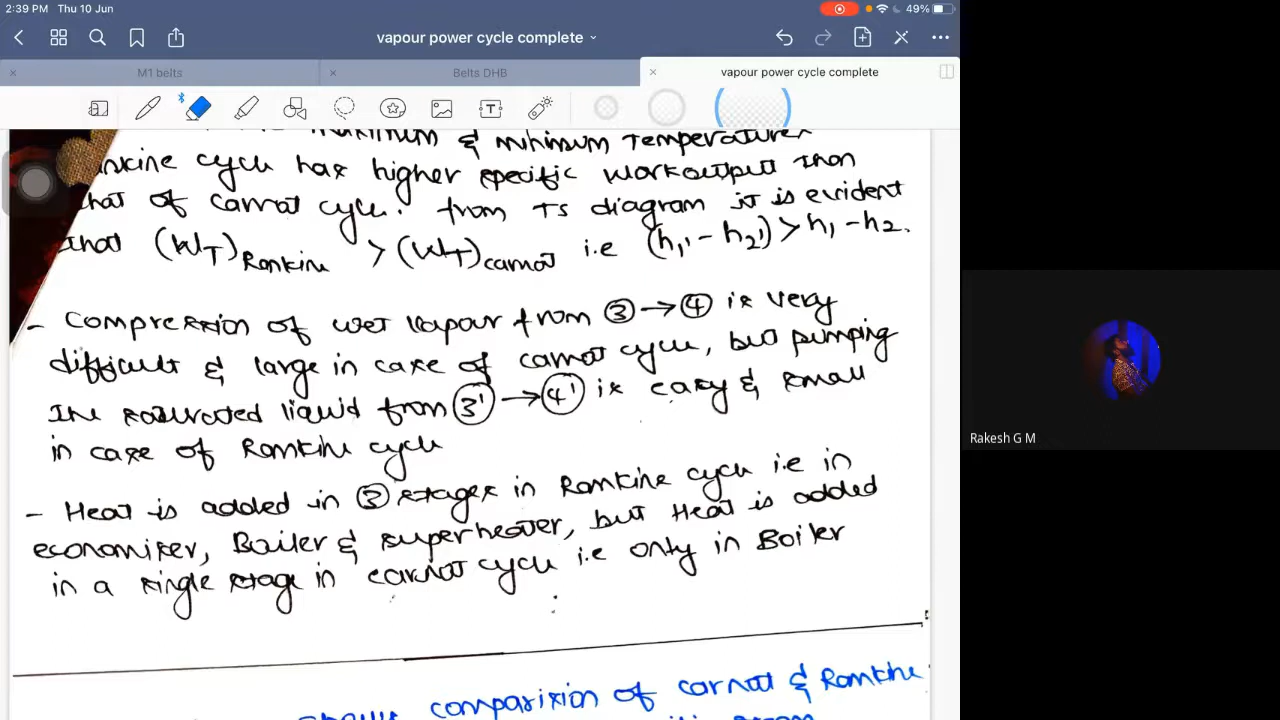 2:39 PM Thu 10 Jun
49%
vapour power cycle complete
M1 belts
Belts DHB
vapour power cycle complete
maximum & minimum Temperatures
Rankine cycle has higher specific workoutput than
that of carnot cycle. from TS diagram it is evident
that (WT)Rankine > (WT)carnot i.e (h1' - h2') > h1 - h2.
- compression of wet vapour from ③ → ④ is very
difficult & large in case of carnot cycle, but pumping
the saturated liquid from ③' → ④' is easy & small
in case of Rankine cycle
- Heat is added in ③ stages in Rankine cycle i.e in
economiser, Boiler & superheater, but Heat is added
in a single stage in carnot cycle i.e only in Boiler
comparision of carnot & Rankine
Rakesh G M